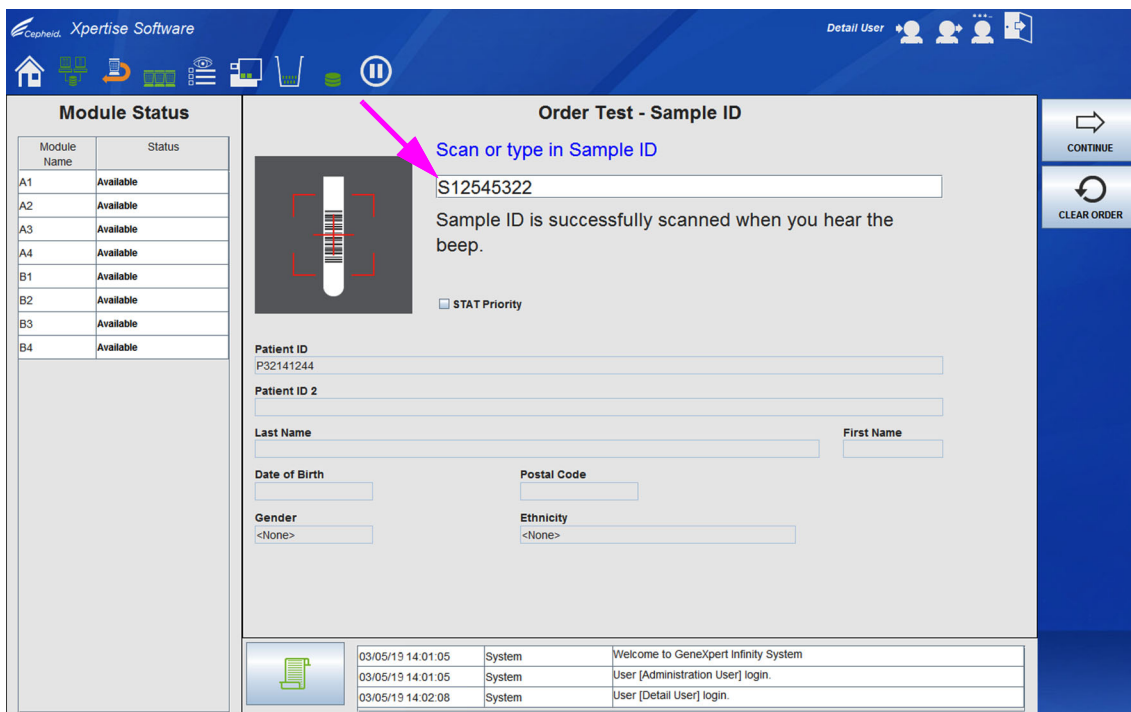 Cepheid. Xpertise Software
Detail User
Module Status
Module Name Status
A1 Available
A2 Available
A3 Available
A4 Available
B1 Available
B2 Available
B3 Available
B4 Available
Order Test - Sample ID
Scan or type in Sample ID
S12545322
Sample ID is successfully scanned when you hear the
beep.
STAT Priority
Patient ID
P32141244
Patient ID 2
Last Name First Name
Date of Birth Postal Code
Gender Ethnicity
<None> <None>
03/05/19 14:01:05 System Welcome to GeneXpert Infinity System
03/05/19 14:01:05 System User [Administration User] login.
03/05/19 14:02:08 System User [Detail User] login.
CONTINUE
CLEAR ORDER